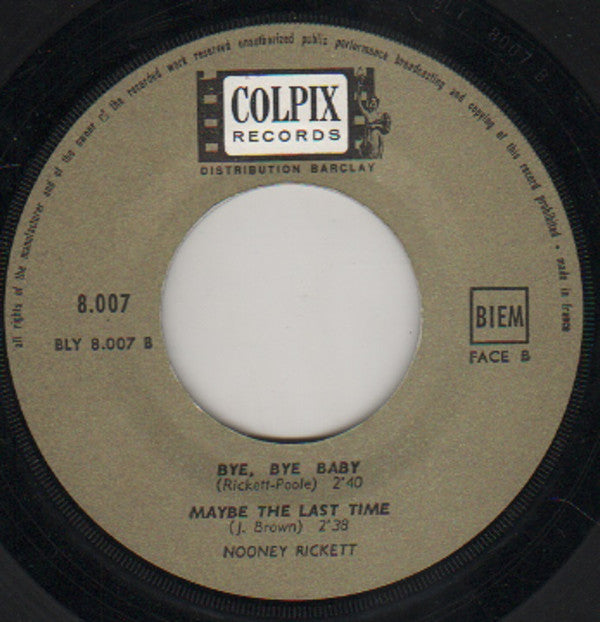 all rights of the manufacturer and of the owner of the recorded work reserved unauthorized public performance broadcasting and copying of this record prohibited - made in france
COLPIX
RECORDS
DISTRIBUTION BARCLAY
8.007
BLY 8.007 B
BIEM
FACE B
BYE, BYE BABY
(Rickett-Poole) 2'40
MAYBE THE LAST TIME
(J. Brown) 2'38
NOONEY RICKETT